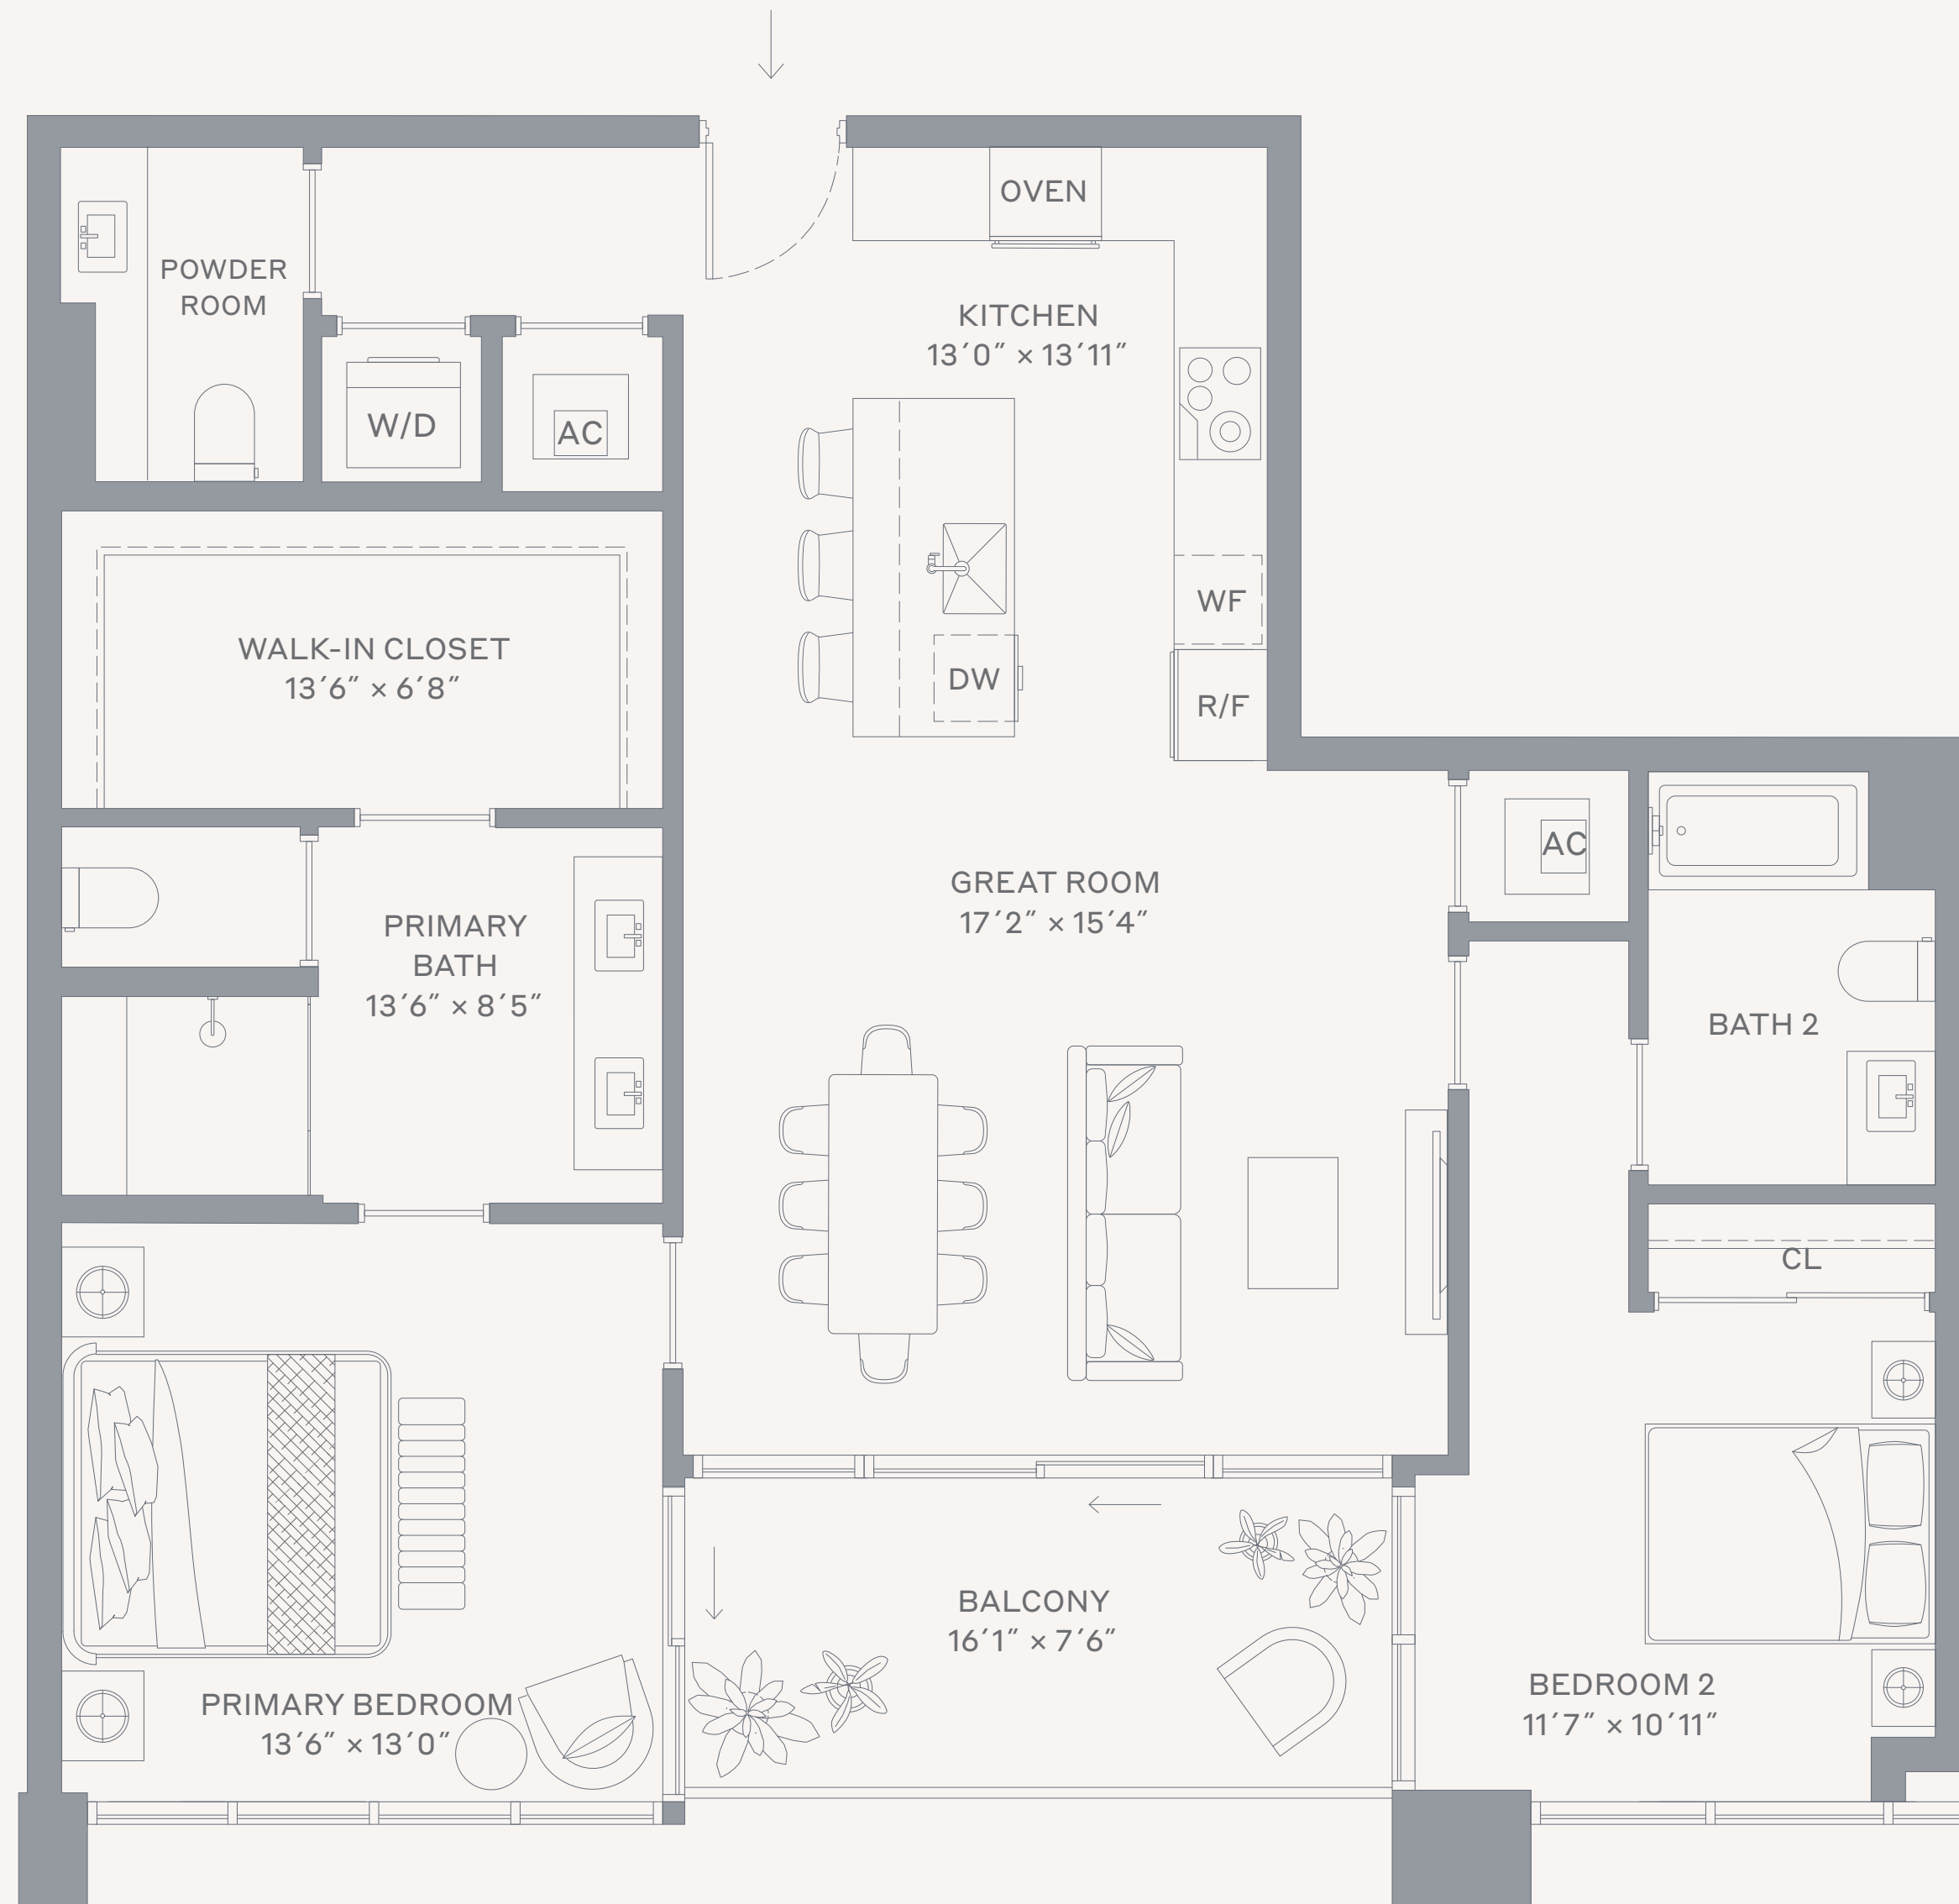 OVEN
POWDER
ROOM
KITCHEN
13´0˝ × 13´11˝
W/D
AC
WALK-IN CLOSET
13´6˝ × 6´8˝
WF
DW
R/F
AC
GREAT ROOM
17´2˝ × 15´4˝
PRIMARY
BATH
13´6˝ × 8´5˝
BATH 2
CL
BALCONY
16´1˝ × 7´6˝
PRIMARY BEDROOM
13´6˝ × 13´0˝
BEDROOM 2
11´7˝ × 10´11˝